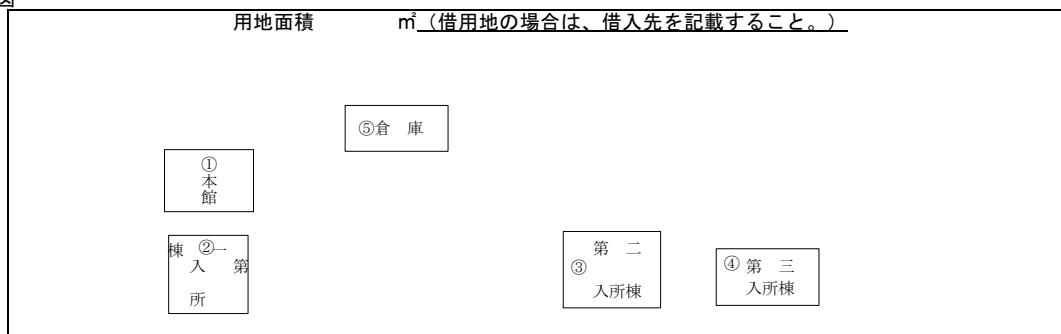 図
用地面積　　　　㎡（借用地の場合は、借入先を記載すること。）
⑤倉　庫
①
本
館
棟　②一
入　第
所
第　二
③
入所棟
④　第　三
入所棟